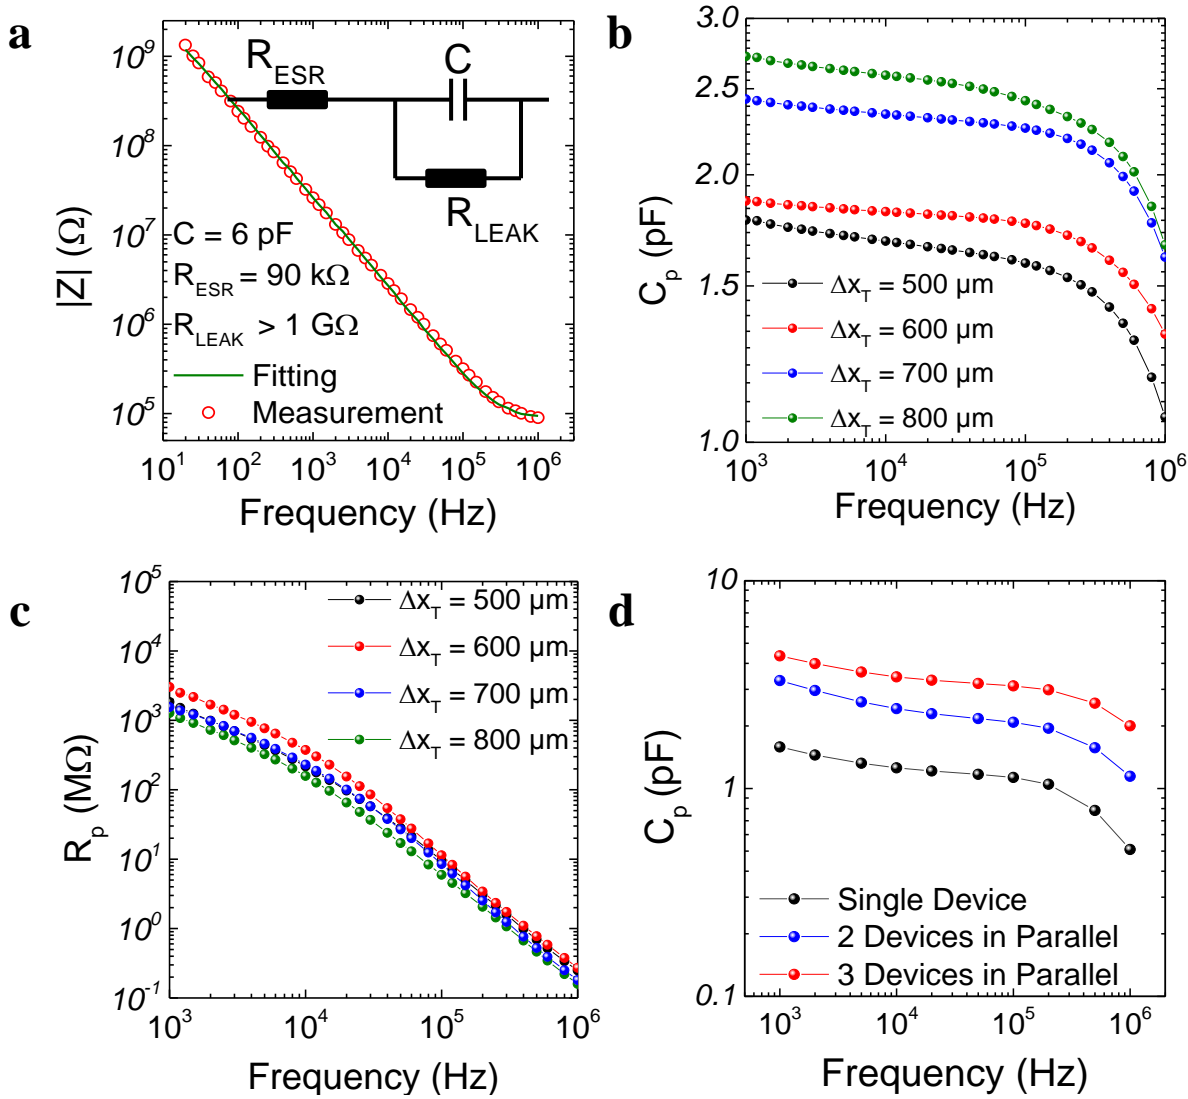 a
|Z| (Ω)
10⁹
10⁸
10⁷
10⁶
10⁵
R_ESR
C
R_LEAK
C = 6 pF
R_ESR = 90 kΩ
R_LEAK > 1 GΩ
Fitting
Measurement
10¹ 10² 10³ 10⁴ 10⁵ 10⁶
Frequency (Hz)
b
C_p (pF)
3.0
2.5
2.0
1.5
1.0
Δx_T = 500 µm
Δx_T = 600 µm
Δx_T = 700 µm
Δx_T = 800 µm
10³ 10⁴ 10⁵ 10⁶
Frequency (Hz)
c
R_p (MΩ)
10⁵
10⁴
10³
10²
10¹
10⁰
10⁻¹
Δx_T = 500 µm
Δx_T = 600 µm
Δx_T = 700 µm
Δx_T = 800 µm
10³ 10⁴ 10⁵ 10⁶
Frequency (Hz)
d
C_p (pF)
10
1
0.1
Single Device
2 Devices in Parallel
3 Devices in Parallel
10³ 10⁴ 10⁵ 10⁶
Frequency (Hz)